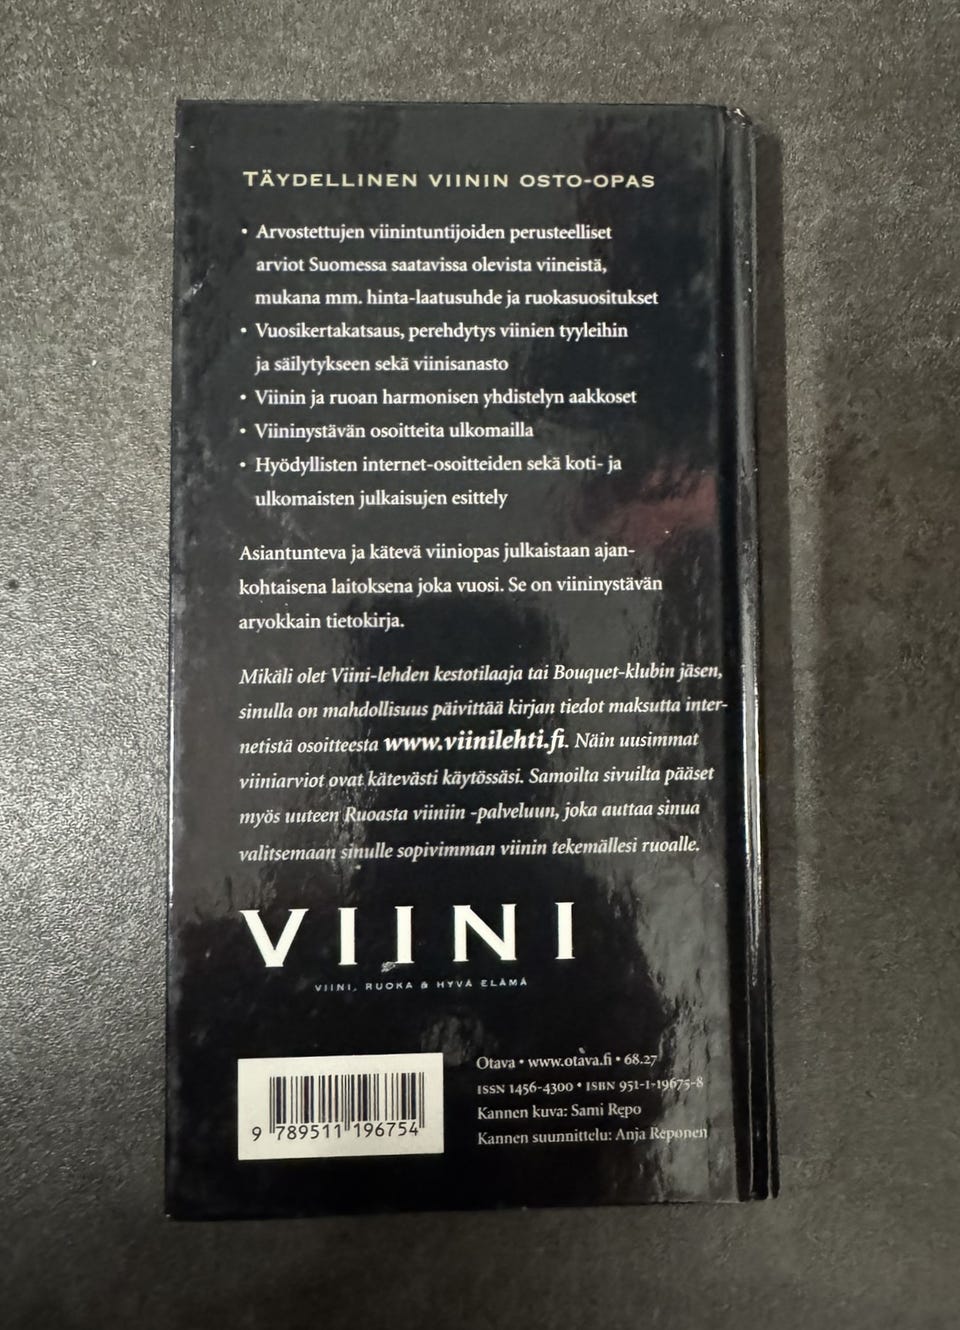 TÄYDELLINEN VIININ OSTO-OPAS
• Arvostettujen viinintuntijoiden perusteelliset
arviot Suomessa saatavissa olevista viineistä,
mukana mm. hinta-laatusuhde ja ruokasuositukset
• Vuosikertakatsaus, perehdytys viinien tyyleihin
ja säilytykseen sekä viinisanasto
• Viinin ja ruoan harmonisen yhdistelyn aakkoset
• Viininystävän osoitteita ulkomailla
• Hyödyllisten internet-osoitteiden sekä koti- ja
ulkomaisten julkaisujen esittely
Asiantunteva ja kätevä viiniopas julkaistaan ajan-
kohtaisena laitoksena joka vuosi. Se on viininystävän
arvokkain tietokirja.
Mikäli olet Viini-lehden kestotilaaja tai Bouquet-klubin jäsen,
sinulla on mahdollisuus päivittää kirjan tiedot maksutta inter-
netistä osoitteesta www.viinilehti.fi. Näin uusimmat
viiniarviot ovat kätevästi käytössäsi. Samoilta sivuilta pääset
myös uuteen Ruoasta viiniin -palveluun, joka auttaa sinua
valitsemaan sinulle sopivimman viinin tekemällesi ruoalle.
VIINI
VIINI, RUOKA & HYVÄ ELÄMÄ
Otava • www.otava.fi • 68.27
ISSN 1456-4300 • ISBN 951-1-19675-8
Kannen kuva: Sami Repo
Kannen suunnittelu: Anja Reponen
9 789511 196754